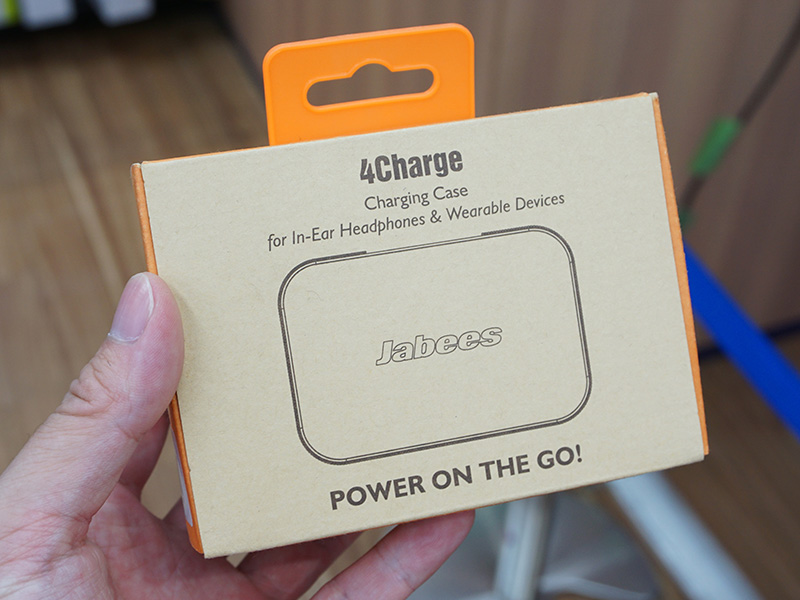 4Charge
Charging Case
for In-Ear Headphones & Wearable Devices
Jabees
POWER ON THE GO!